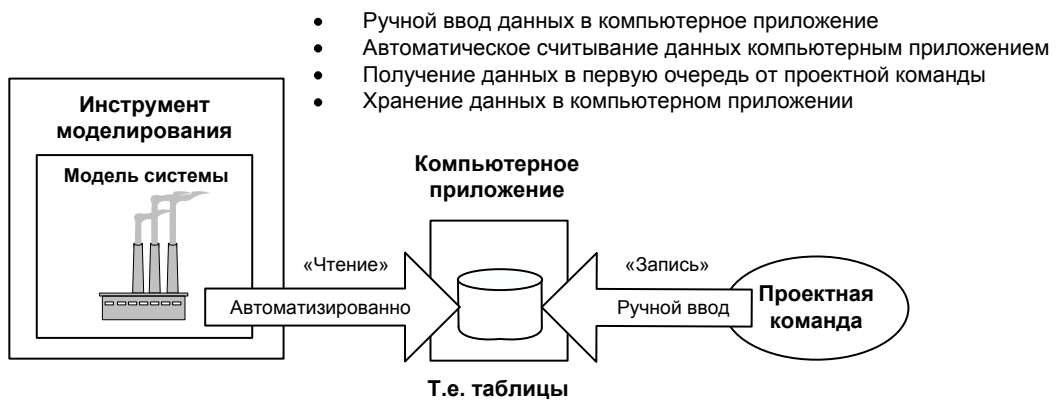 • Ручной ввод данных в компьютерное приложение
• Автоматическое считывание данных компьютерным приложением
• Получение данных в первую очередь от проектной команды
• Хранение данных в компьютерном приложении
Инструмент
моделирования
Модель системы
Компьютерное
приложение
«Чтение»
Автоматизированно
«Запись»
Ручной ввод
Проектная
команда
Т.е. таблицы